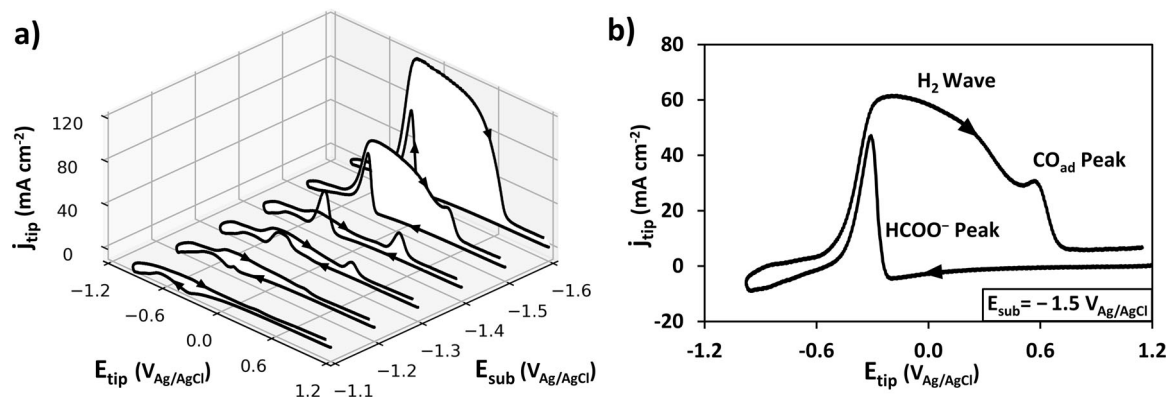 a)
j_tip (mA cm⁻²)
120
80
40
0
−1.2
−0.6
0.0
0.6
1.2
E_tip (V_Ag/AgCl)
−1.1
−1.2
−1.3
−1.4
−1.5
−1.6
E_sub (V_Ag/AgCl)
b)
j_tip (mA cm⁻²)
80
60
40
20
0
-20
-1.2
-0.6
0.0
0.6
1.2
E_tip (V_Ag/AgCl)
H₂ Wave
CO_ad Peak
HCOO⁻ Peak
E_sub = − 1.5 V_Ag/AgCl